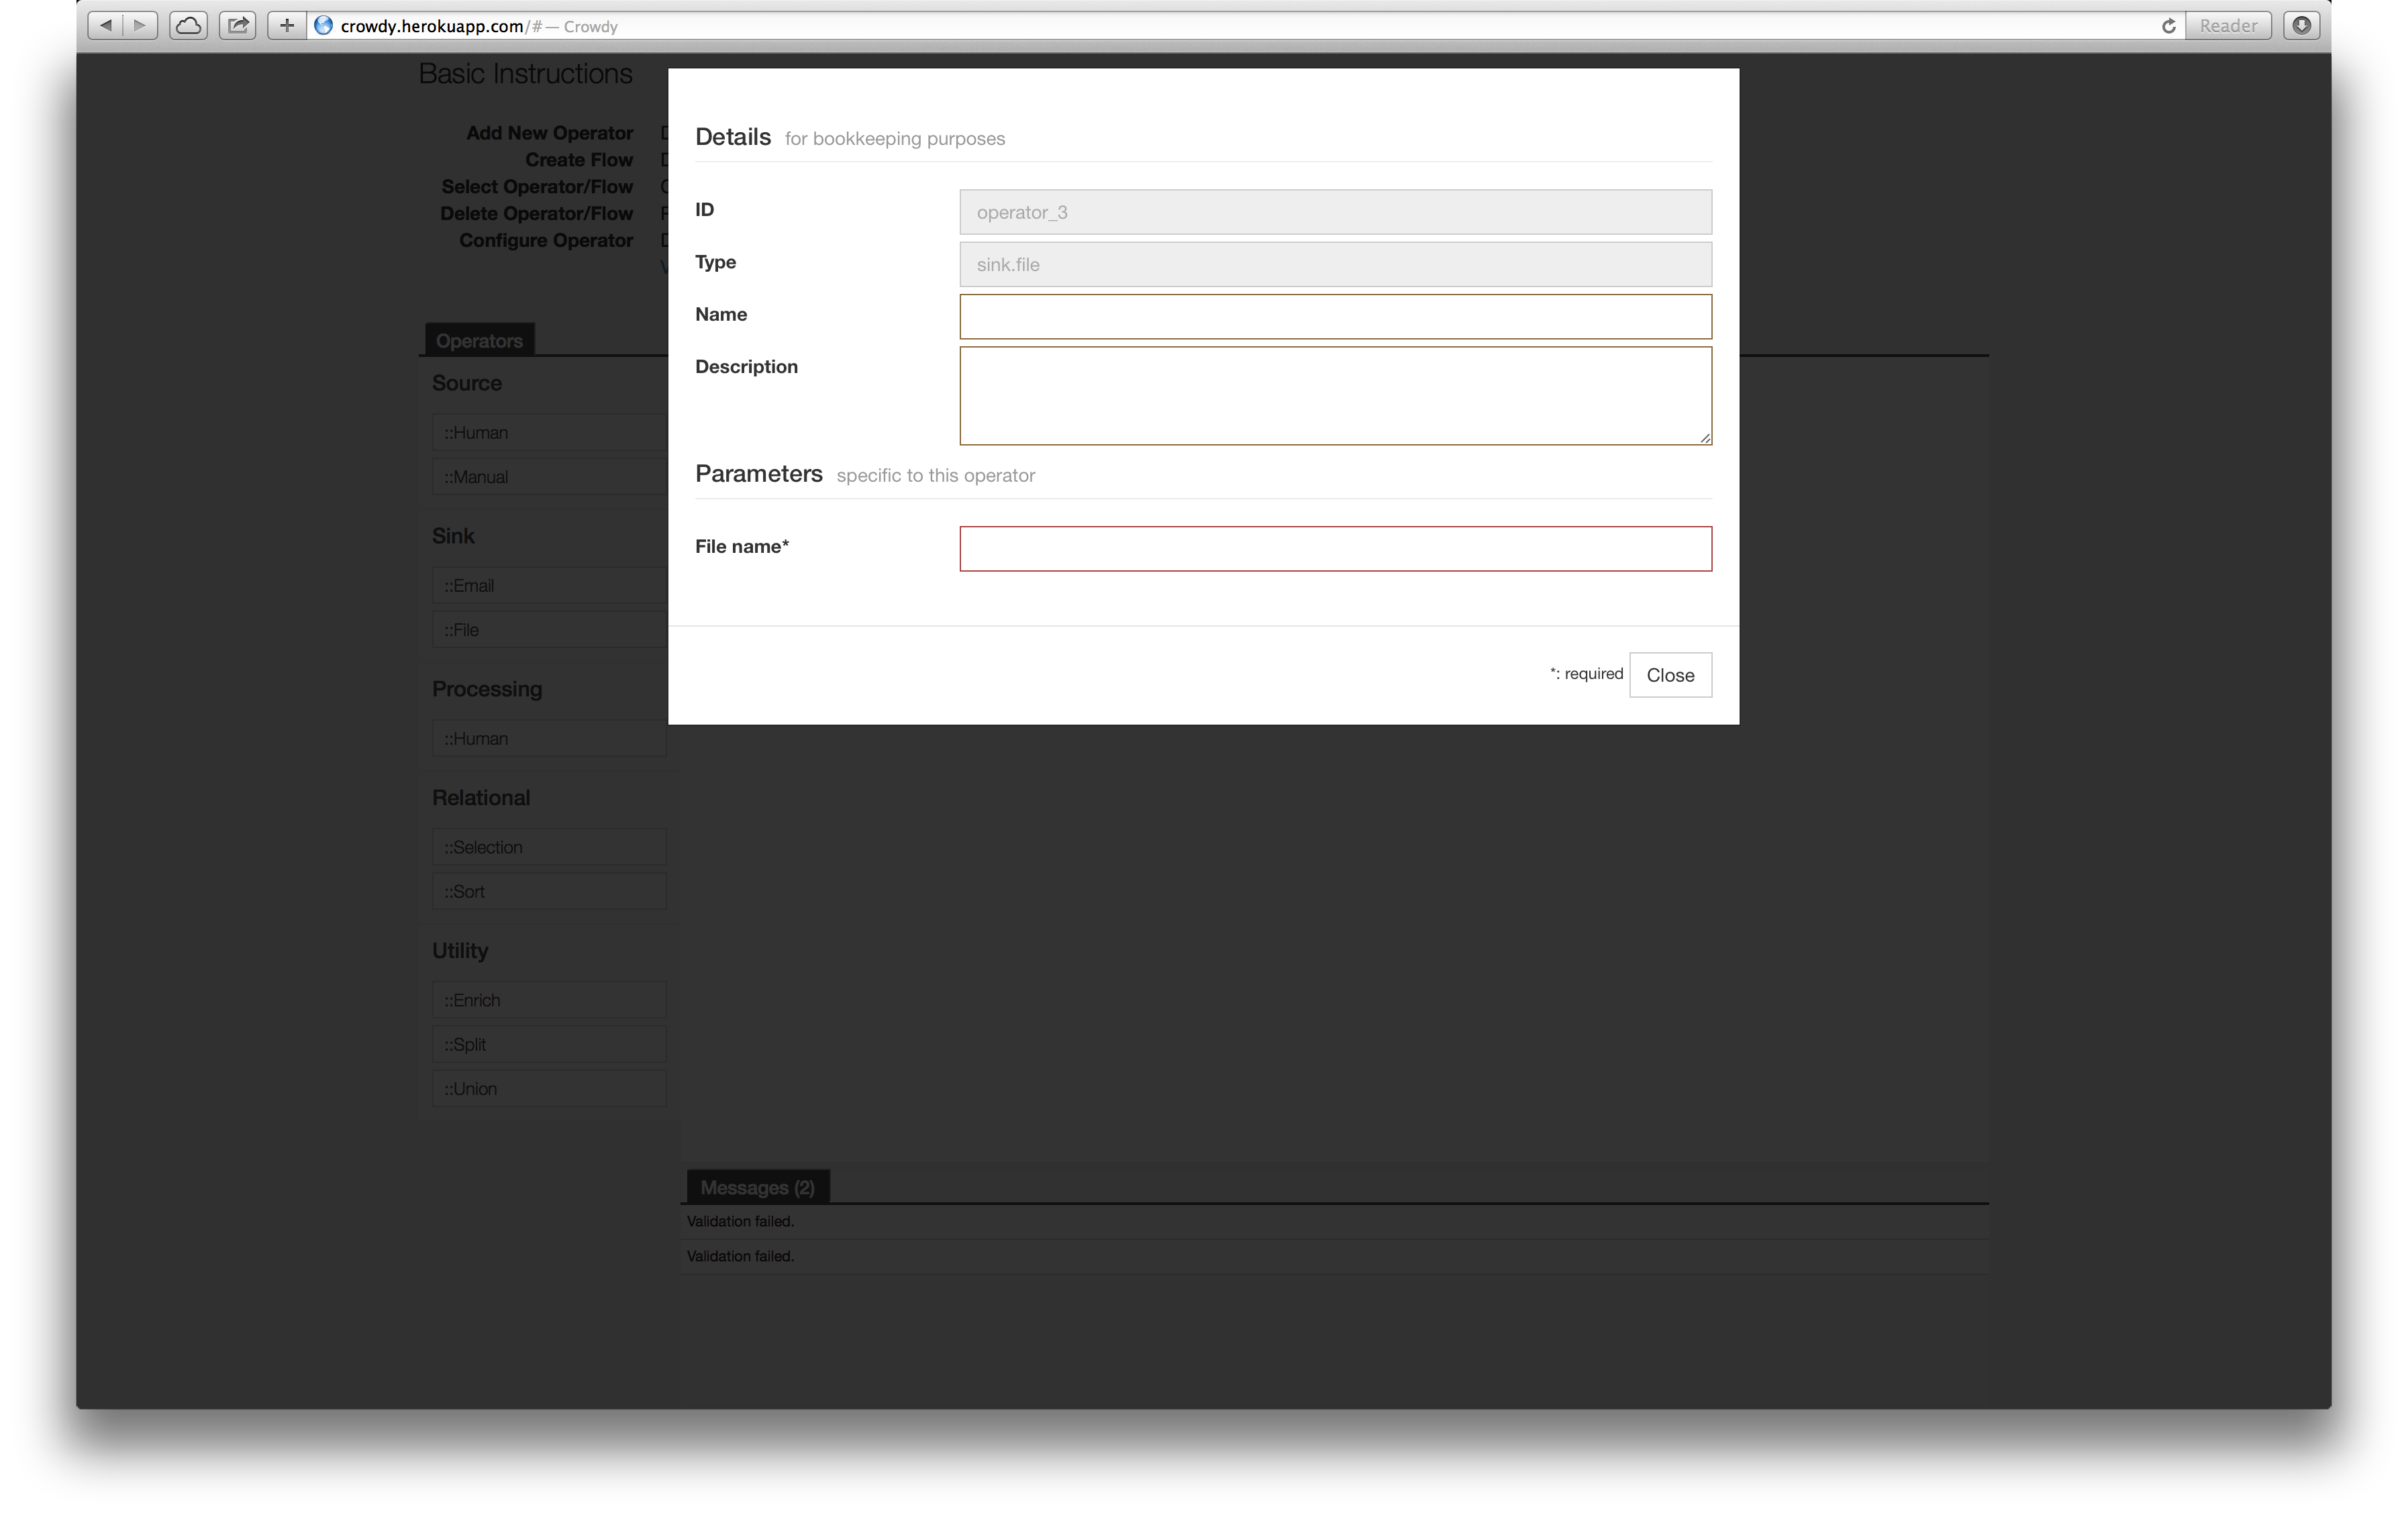 crowdy.herokuapp.com/# — Crowdy
Reader
Basic Instructions
Add New Operator
Create Flow
Select Operator/Flow
Delete Operator/Flow
Configure Operator
Operators
Source
::Human
::Manual
Sink
::Email
::File
Processing
::Human
Relational
::Selection
::Sort
Utility
::Enrich
::Split
::Union
Details for bookkeeping purposes
ID operator_3
Type sink.file
Name
Description
Parameters specific to this operator
File name*
*: required Close
Messages (2)
Validation failed.
Validation failed.